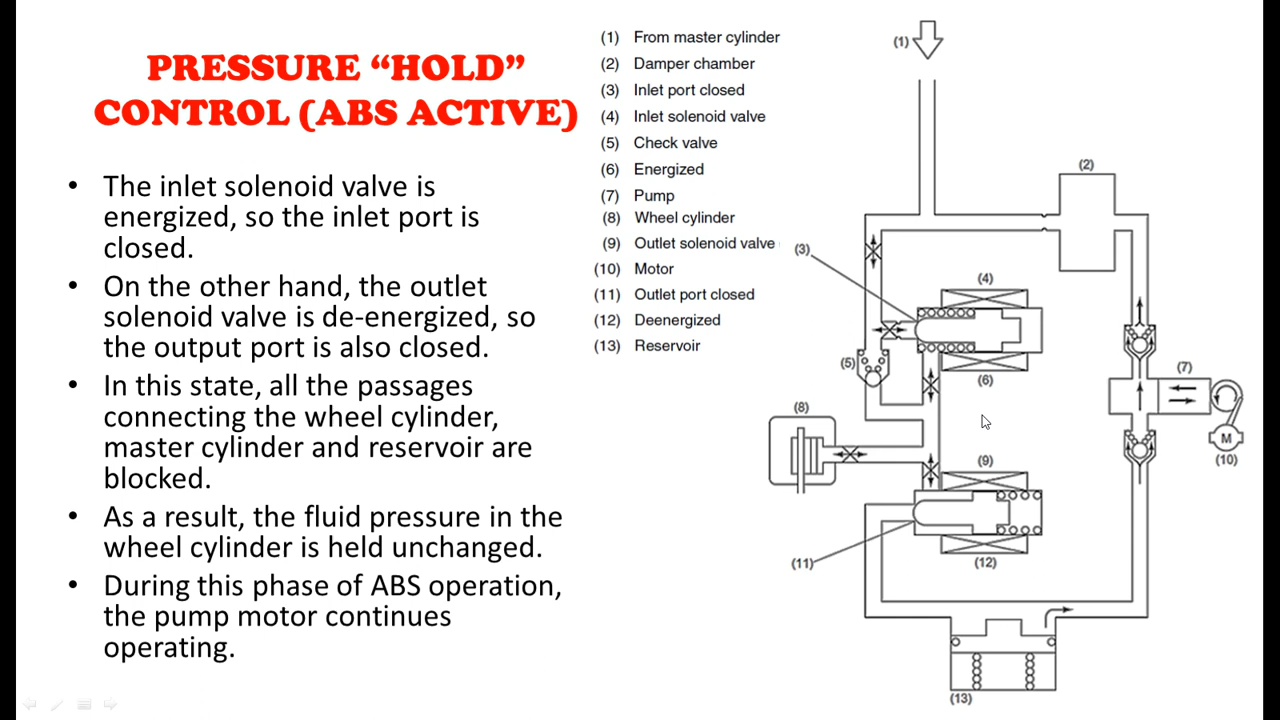 PRESSURE “HOLD”
CONTROL (ABS ACTIVE)
• The inlet solenoid valve is
energized, so the inlet port is
closed.
• On the other hand, the outlet
solenoid valve is de-energized, so
the output port is also closed.
• In this state, all the passages
connecting the wheel cylinder,
master cylinder and reservoir are
blocked.
• As a result, the fluid pressure in the
wheel cylinder is held unchanged.
• During this phase of ABS operation,
the pump motor continues
operating.
(1) From master cylinder
(2) Damper chamber
(3) Inlet port closed
(4) Inlet solenoid valve
(5) Check valve
(6) Energized
(7) Pump
(8) Wheel cylinder
(9) Outlet solenoid valve
(10) Motor
(11) Outlet port closed
(12) Deenergized
(13) Reservoir
(1)
(2)
(3)
(4)
(5)
(6)
(7)
(8)
M
(9)
(10)
(11)
(12)
(13)